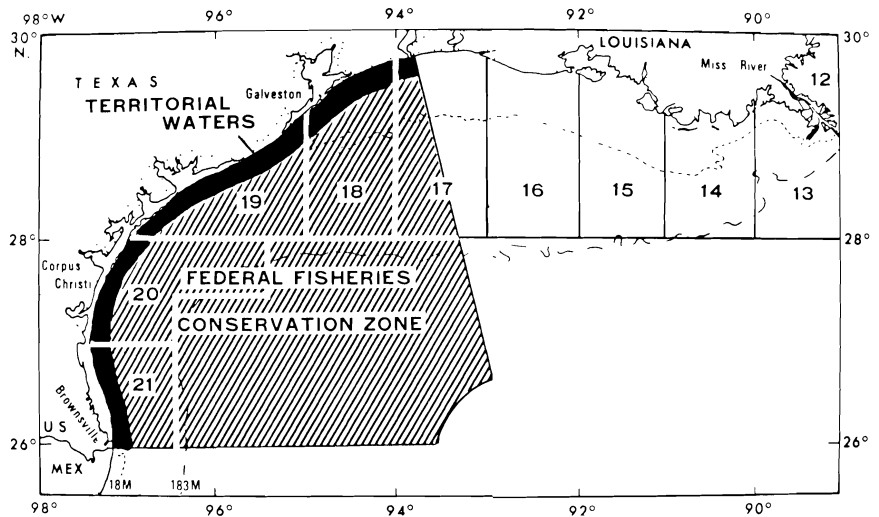 98°W 96° 94° 92° 90°
30° N.
30°
TEXAS
TERRITORIAL
WATERS
Galveston
LOUISIANA
Miss River
12
19 18 17 16 15 14 13
28°
28°
Corpus
Christi
20
FEDERAL FISHERIES
CONSERVATION ZONE
21
Brownsville
US
MEX
26°
26°
18M 183M
98° 96° 94° 92° 90°